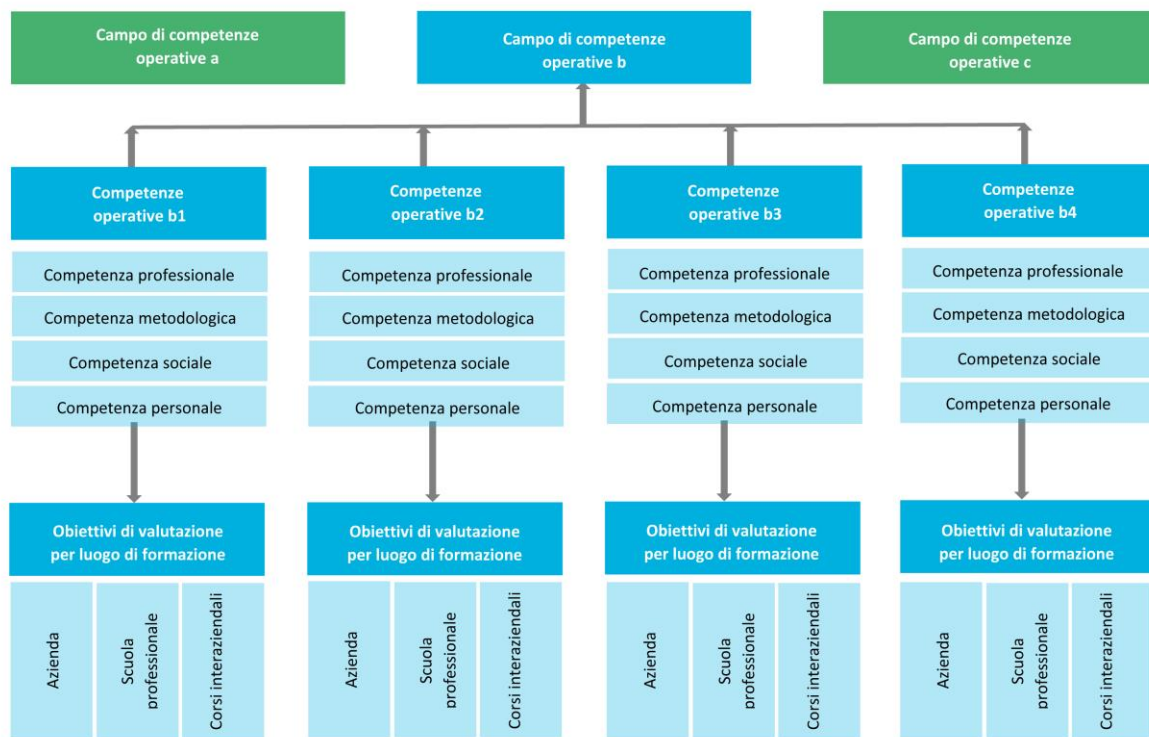 Campo di competenze
operative a
Campo di competenze
operative b
Campo di competenze
operative c
Competenze
operative b1
Competenze
operative b2
Competenze
operative b3
Competenze
operative b4
Competenza professionale
Competenza professionale
Competenza professionale
Competenza professionale
Competenza metodologica
Competenza metodologica
Competenza metodologica
Competenza metodologica
Competenza sociale
Competenza sociale
Competenza sociale
Competenza sociale
Competenza personale
Competenza personale
Competenza personale
Competenza personale
Obiettivi di valutazione
per luogo di formazione
Obiettivi di valutazione
per luogo di formazione
Obiettivi di valutazione
per luogo di formazione
Obiettivi di valutazione
per luogo di formazione
Azienda
Scuola
professionale
Corsi interaziendali
Azienda
Scuola
professionale
Corsi interaziendali
Azienda
Scuola
professionale
Corsi interaziendali
Azienda
Scuola
professionale
Corsi interaziendali